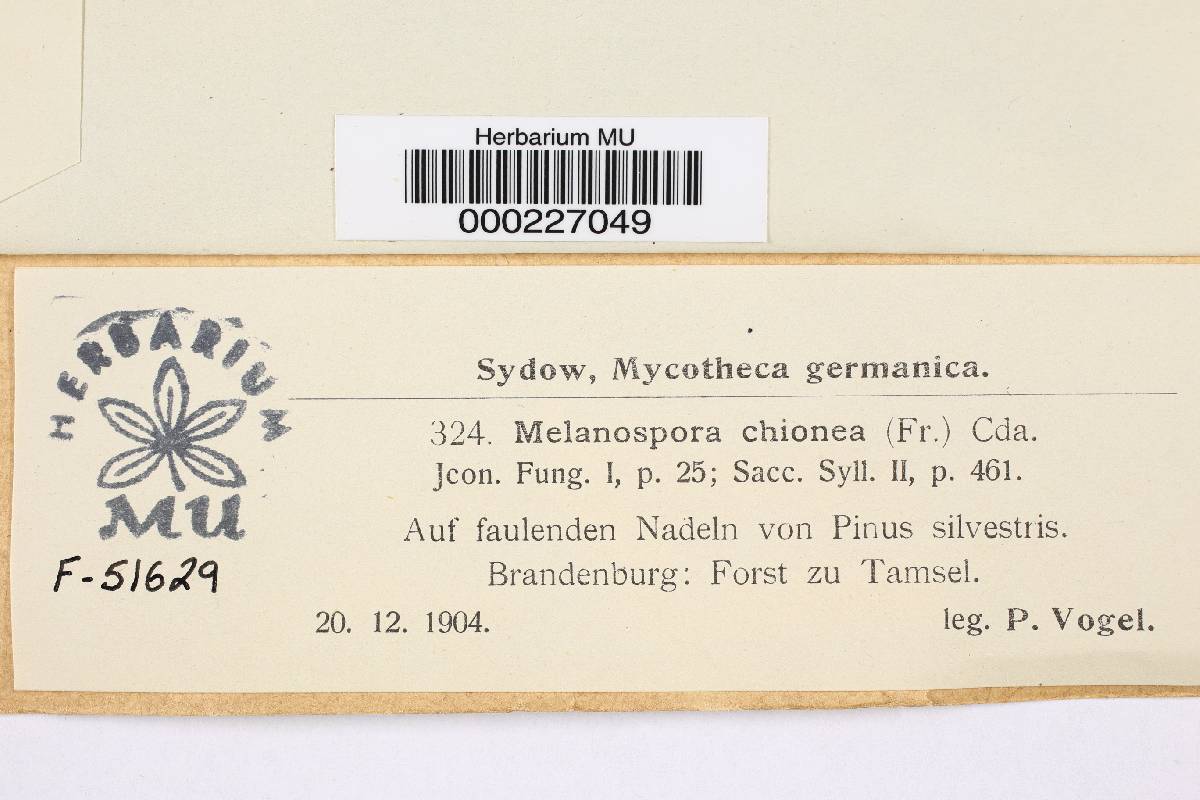 Herbarium MU
000227049
HERBARIUM
MU
F-51629
Sydow, Mycotheca germanica.
324. Melanospora chionea (Fr.) Cda.
Jcon. Fung. I, p. 25; Sacc. Syll. II, p. 461.
Auf faulenden Nadeln von Pinus silvestris.
Brandenburg: Forst zu Tamsel.
20. 12. 1904. leg. P. Vogel.